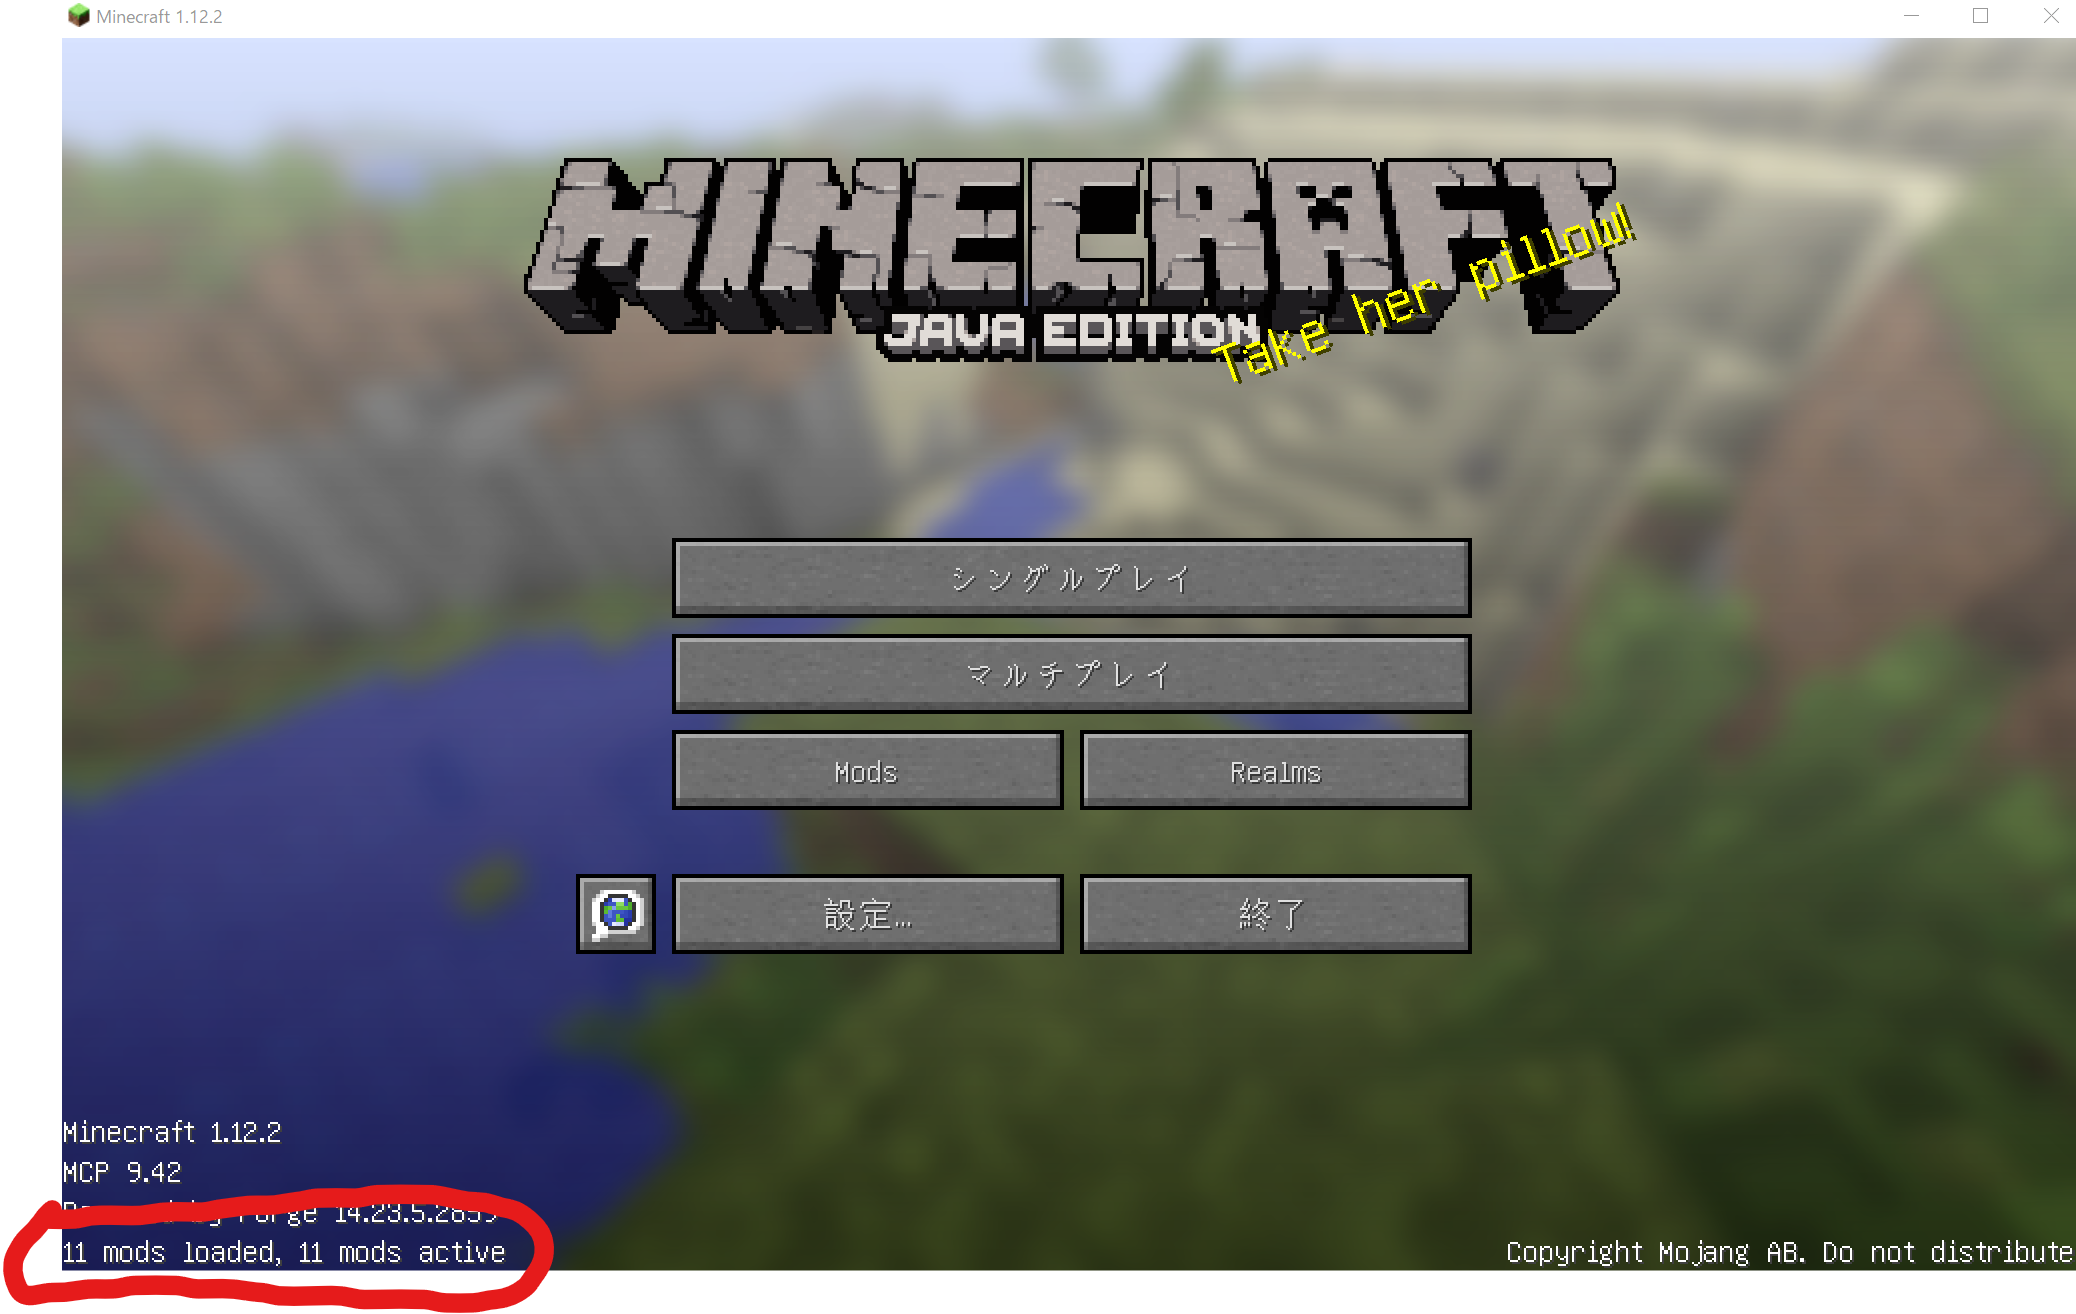 Minecraft 1.12.2
MINECRAFT
JAVA EDITION
Take her pillow!
シングルプレイ
マルチプレイ
Mods
Realms
設定...
終了
Minecraft 1.12.2
MCP 9.42
by Forge 14.23.5.2859
11 mods loaded, 11 mods active
Copyright Mojang AB. Do not distribute